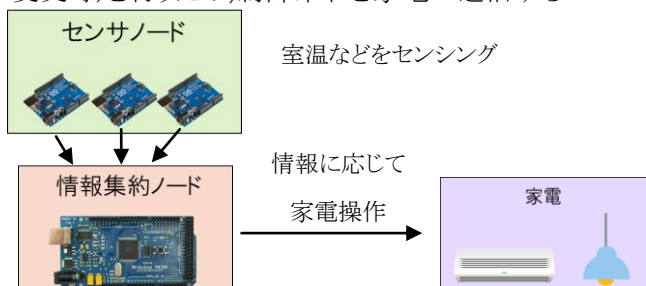 センサノード
室温などをセンシング
情報集約ノード
情報に応じて
家電操作
家電